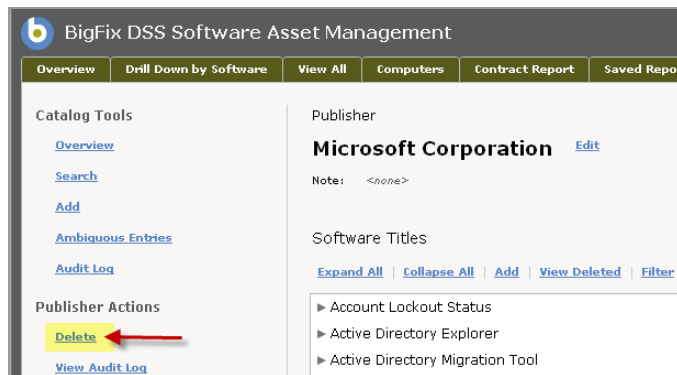 b BigFix DSS Software Asset Management
Overview Drill Down by Software View All Computers Contract Report Saved Repo
Catalog Tools
Overview
Search
Add
Ambiguous Entries
Audit Log
Publisher Actions
Delete
View Audit Log
Publisher
Microsoft Corporation Edit
Note: <none>
Software Titles
Expand All | Collapse All | Add | View Deleted | Filter
▶ Account Lockout Status
▶ Active Directory Explorer
▶ Active Directory Migration Tool